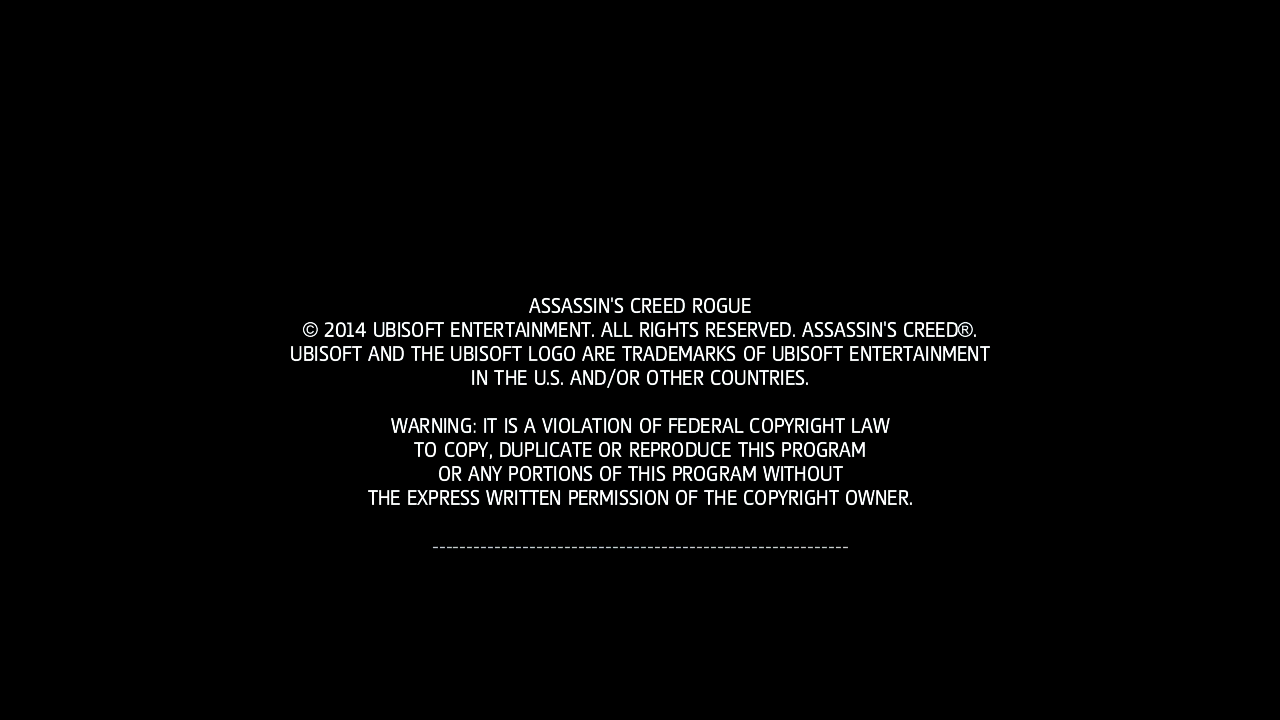 ASSASSIN'S CREED ROGUE
© 2014 UBISOFT ENTERTAINMENT. ALL RIGHTS RESERVED. ASSASSIN'S CREED®.
UBISOFT AND THE UBISOFT LOGO ARE TRADEMARKS OF UBISOFT ENTERTAINMENT
IN THE U.S. AND/OR OTHER COUNTRIES.
WARNING: IT IS A VIOLATION OF FEDERAL COPYRIGHT LAW
TO COPY, DUPLICATE OR REPRODUCE THIS PROGRAM
OR ANY PORTIONS OF THIS PROGRAM WITHOUT
THE EXPRESS WRITTEN PERMISSION OF THE COPYRIGHT OWNER.
------------------------------------------------------------